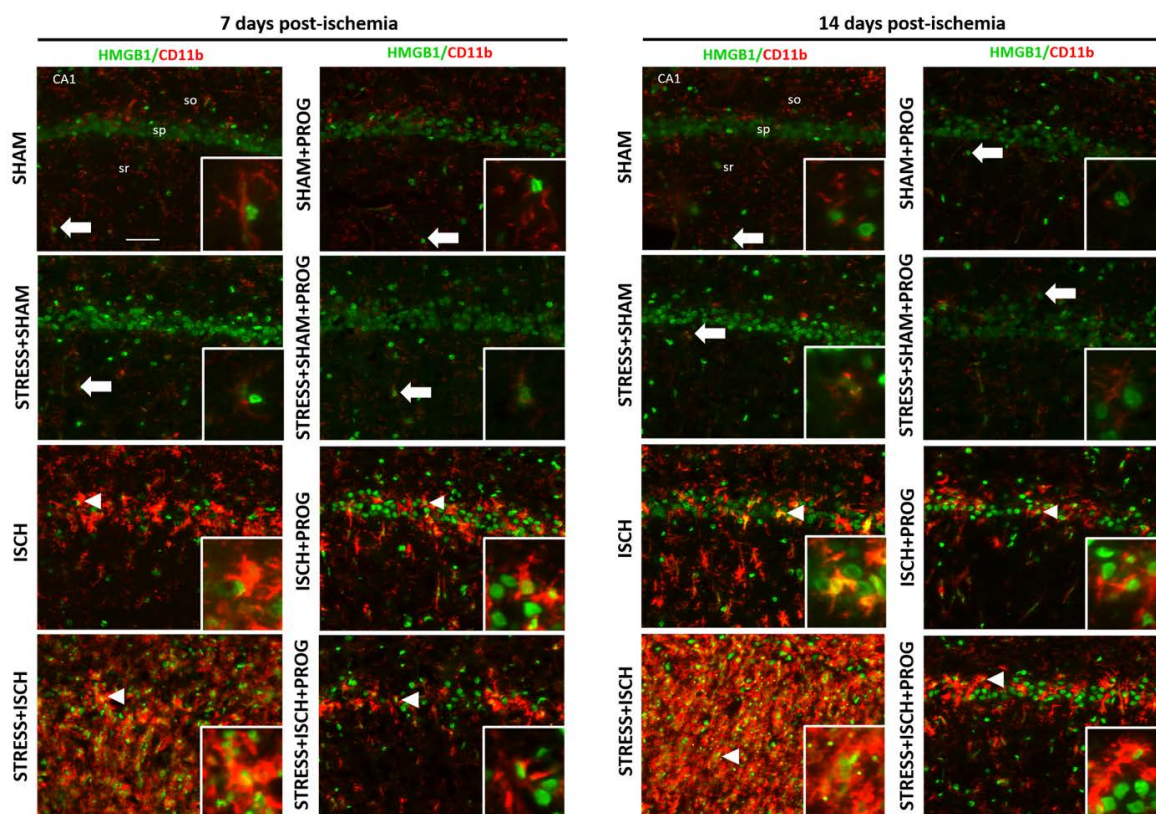 7 days post-ischemia
14 days post-ischemia
HMGB1/CD11b
HMGB1/CD11b
HMGB1/CD11b
HMGB1/CD11b
SHAM
CA1
so
sp
sr
SHAM+PROG
SHAM
CA1
so
sp
sr
SHAM+PROG
STRESS+SHAM
STRESS+SHAM+PROG
STRESS+SHAM
STRESS+SHAM+PROG
ISCH
ISCH+PROG
ISCH
ISCH+PROG
STRESS+ISCH
STRESS+ISCH+PROG
STRESS+ISCH
STRESS+ISCH+PROG